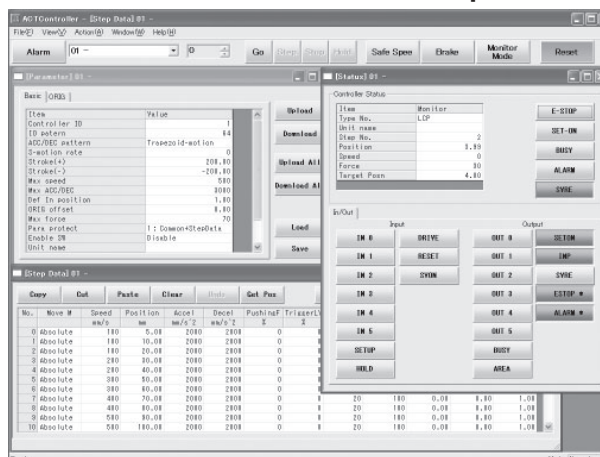 ACTController - [Step Data] 01 -
File(F) View(V) Action(A) Window(W) Help(H)
Alarm 01 - 0 Go Step Stop Hold Safe Spee Brake Monitor Mode Reset
[Parameter] 01 -
Basic ORIG
Item Value
Controller ID 1
IO patern 64
ACC/DEC pattern Trapezoid-motion
S-motion rate 0
Stroke(+) 200.00
Stroke(-) -200.00
Max speed 500
Max ACC/DEC 3000
Def In position 1.00
ORIG offset 0.00
Max force 70
Para protect 1: Common+StepData
Enable SW Disable
Unit name
Upload
Download
Upload All
Download Al
Load
Save
[Status] 01 -
Controller Status
Item Monitor
Type No. LCP
Unit name
Step No. 2
Position 3.99
Speed 0
Force
Target Posn 4.00
E-STOP
SET-ON
BUSY
ALARM
SVRE
In/Out
Input Output
IN 0 DRIVE OUT 0 SETON
IN 1 RESET OUT 1 INP
IN 2 SVON OUT 2 SVRE
IN 3 OUT 3 ESTOP *
IN 4 OUT 4 ALARM *
IN 5 OUT 5
SETUP BUSY
HOLD AREA
[Step Data] 01 -
Copy Cut Paste Clear Undo Get Pos
No. Move M Speed Position Accel Decel PushingF TriggerL
mm/s mm mm/s^2 mm/s^2 % %
0 Absolute 100 5.00 2000 2000 0
1 Absolute 100 10.00 2000 2000 0
2 Absolute 100 20.00 2000 2000 0
3 Absolute 200 30.00 2000 2000 0
4 Absolute 200 40.00 2000 2000 0
5 Absolute 300 50.00 2000 2000 0
6 Absolute 300 60.00 2000 2000 0
7 Absolute 400 70.00 2000 2000 0 20 100 0.00 0.00 1.00
8 Absolute 400 80.00 2000 2000 0 20 100 0.00 0.00 1.00
9 Absolute 500 90.00 2000 2000 0 20 100 0.00 0.00 1.00
10 Absolute 500 100.00 2000 2000 0 20 100 0.00 0.00 1.00